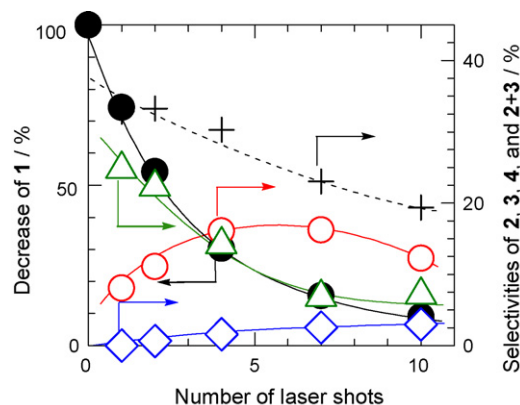 100
50
0
Decrease of 1 / %
40
20
0
Selectivities of 2, 3, 4, and 2+3 / %
0 5 10
Number of laser shots